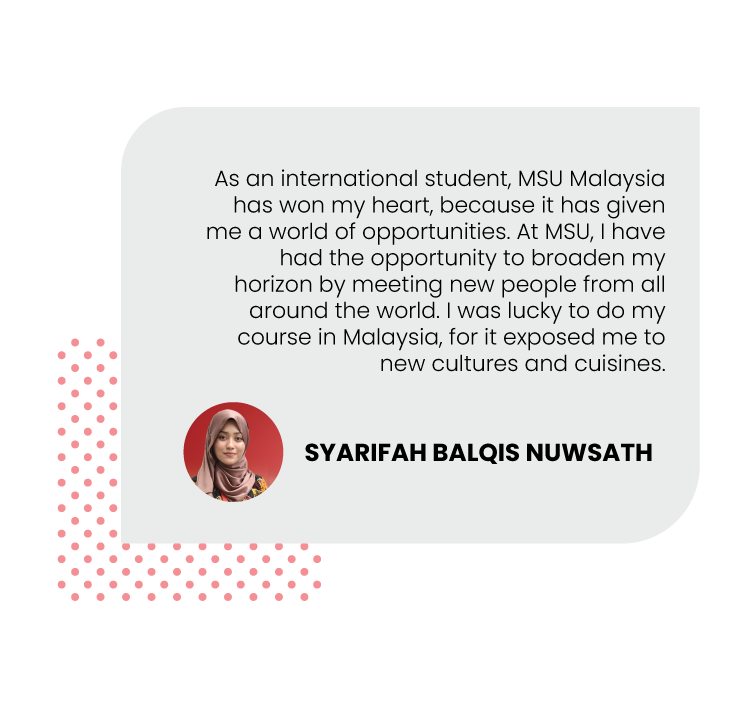 As an international student, MSU Malaysia
has won my heart, because it has given
me a world of opportunities. At MSU, I have
had the opportunity to broaden my
horizon by meeting new people from all
around the world. I was lucky to do my
course in Malaysia, for it exposed me to
new cultures and cuisines.
SYARIFAH BALQIS NUWSATH